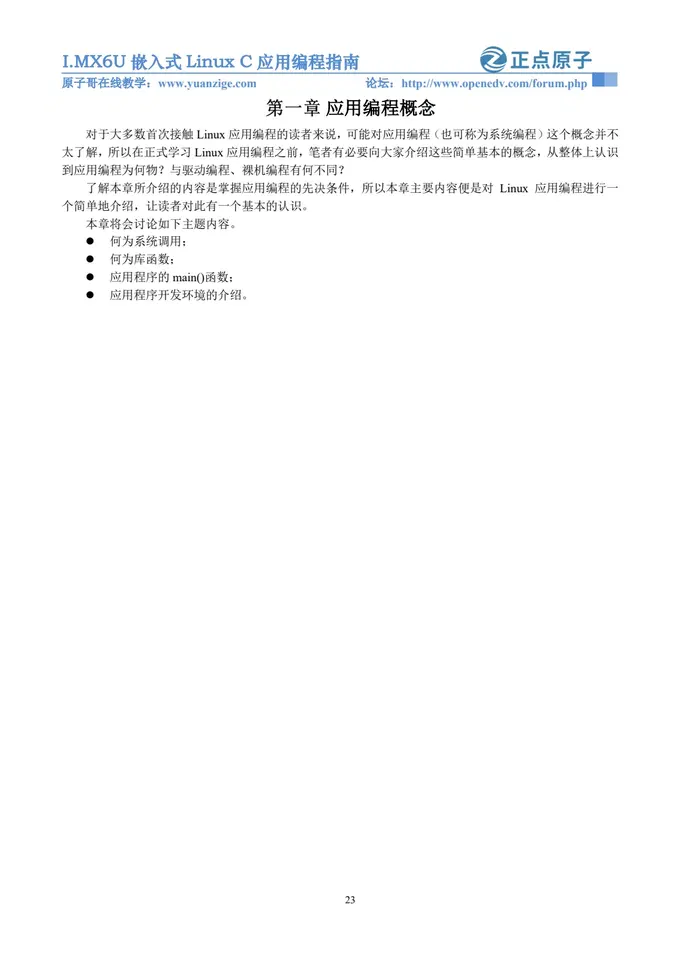 I.MX6U 嵌入式 Linux C 应用编程指南
正点原子
原子哥在线教学：www.yuanzige.com
论坛：http://www.openedv.com/forum.php
第一章 应用编程概念
对于大多数首次接触 Linux 应用编程的读者来说，可能对应用编程（也可称为系统编程）这个概念并不
太了解，所以在正式学习 Linux 应用编程之前，笔者有必要向大家介绍这些简单基本的概念，从整体上认识
到应用编程为何物？与驱动编程、裸机编程有何不同？
了解本章所介绍的内容是掌握应用编程的先决条件，所以本章主要内容便是对 Linux 应用编程进行一
个简单地介绍，让读者对此有一个基本的认识。
本章将会讨论如下主题内容。
● 何为系统调用；
● 何为库函数；
● 应用程序的 main()函数；
● 应用程序开发环境的介绍。
23